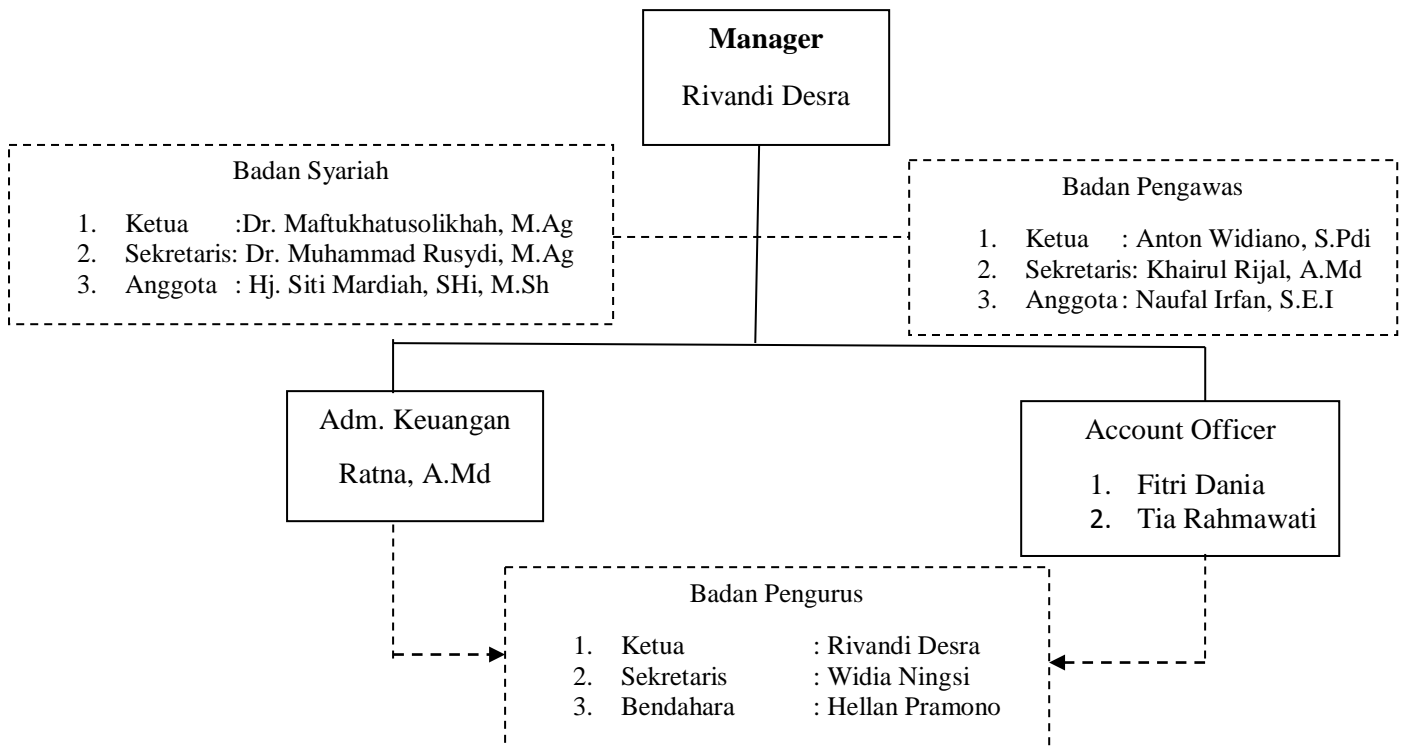 Manager
Rivandi Desra
Badan Syariah
1. Ketua :Dr. Maftukhatusolikhah, M.Ag
2. Sekretaris: Dr. Muhammad Rusydi, M.Ag
3. Anggota : Hj. Siti Mardiah, SHi, M.Sh
Badan Pengawas
1. Ketua : Anton Widiano, S.Pdi
2. Sekretaris: Khairul Rijal, A.Md
3. Anggota : Naufal Irfan, S.E.I
Adm. Keuangan
Ratna, A.Md
Account Officer
1. Fitri Dania
2. Tia Rahmawati
Badan Pengurus
1. Ketua : Rivandi Desra
2. Sekretaris : Widia Ningsi
3. Bendahara : Hellan Pramono